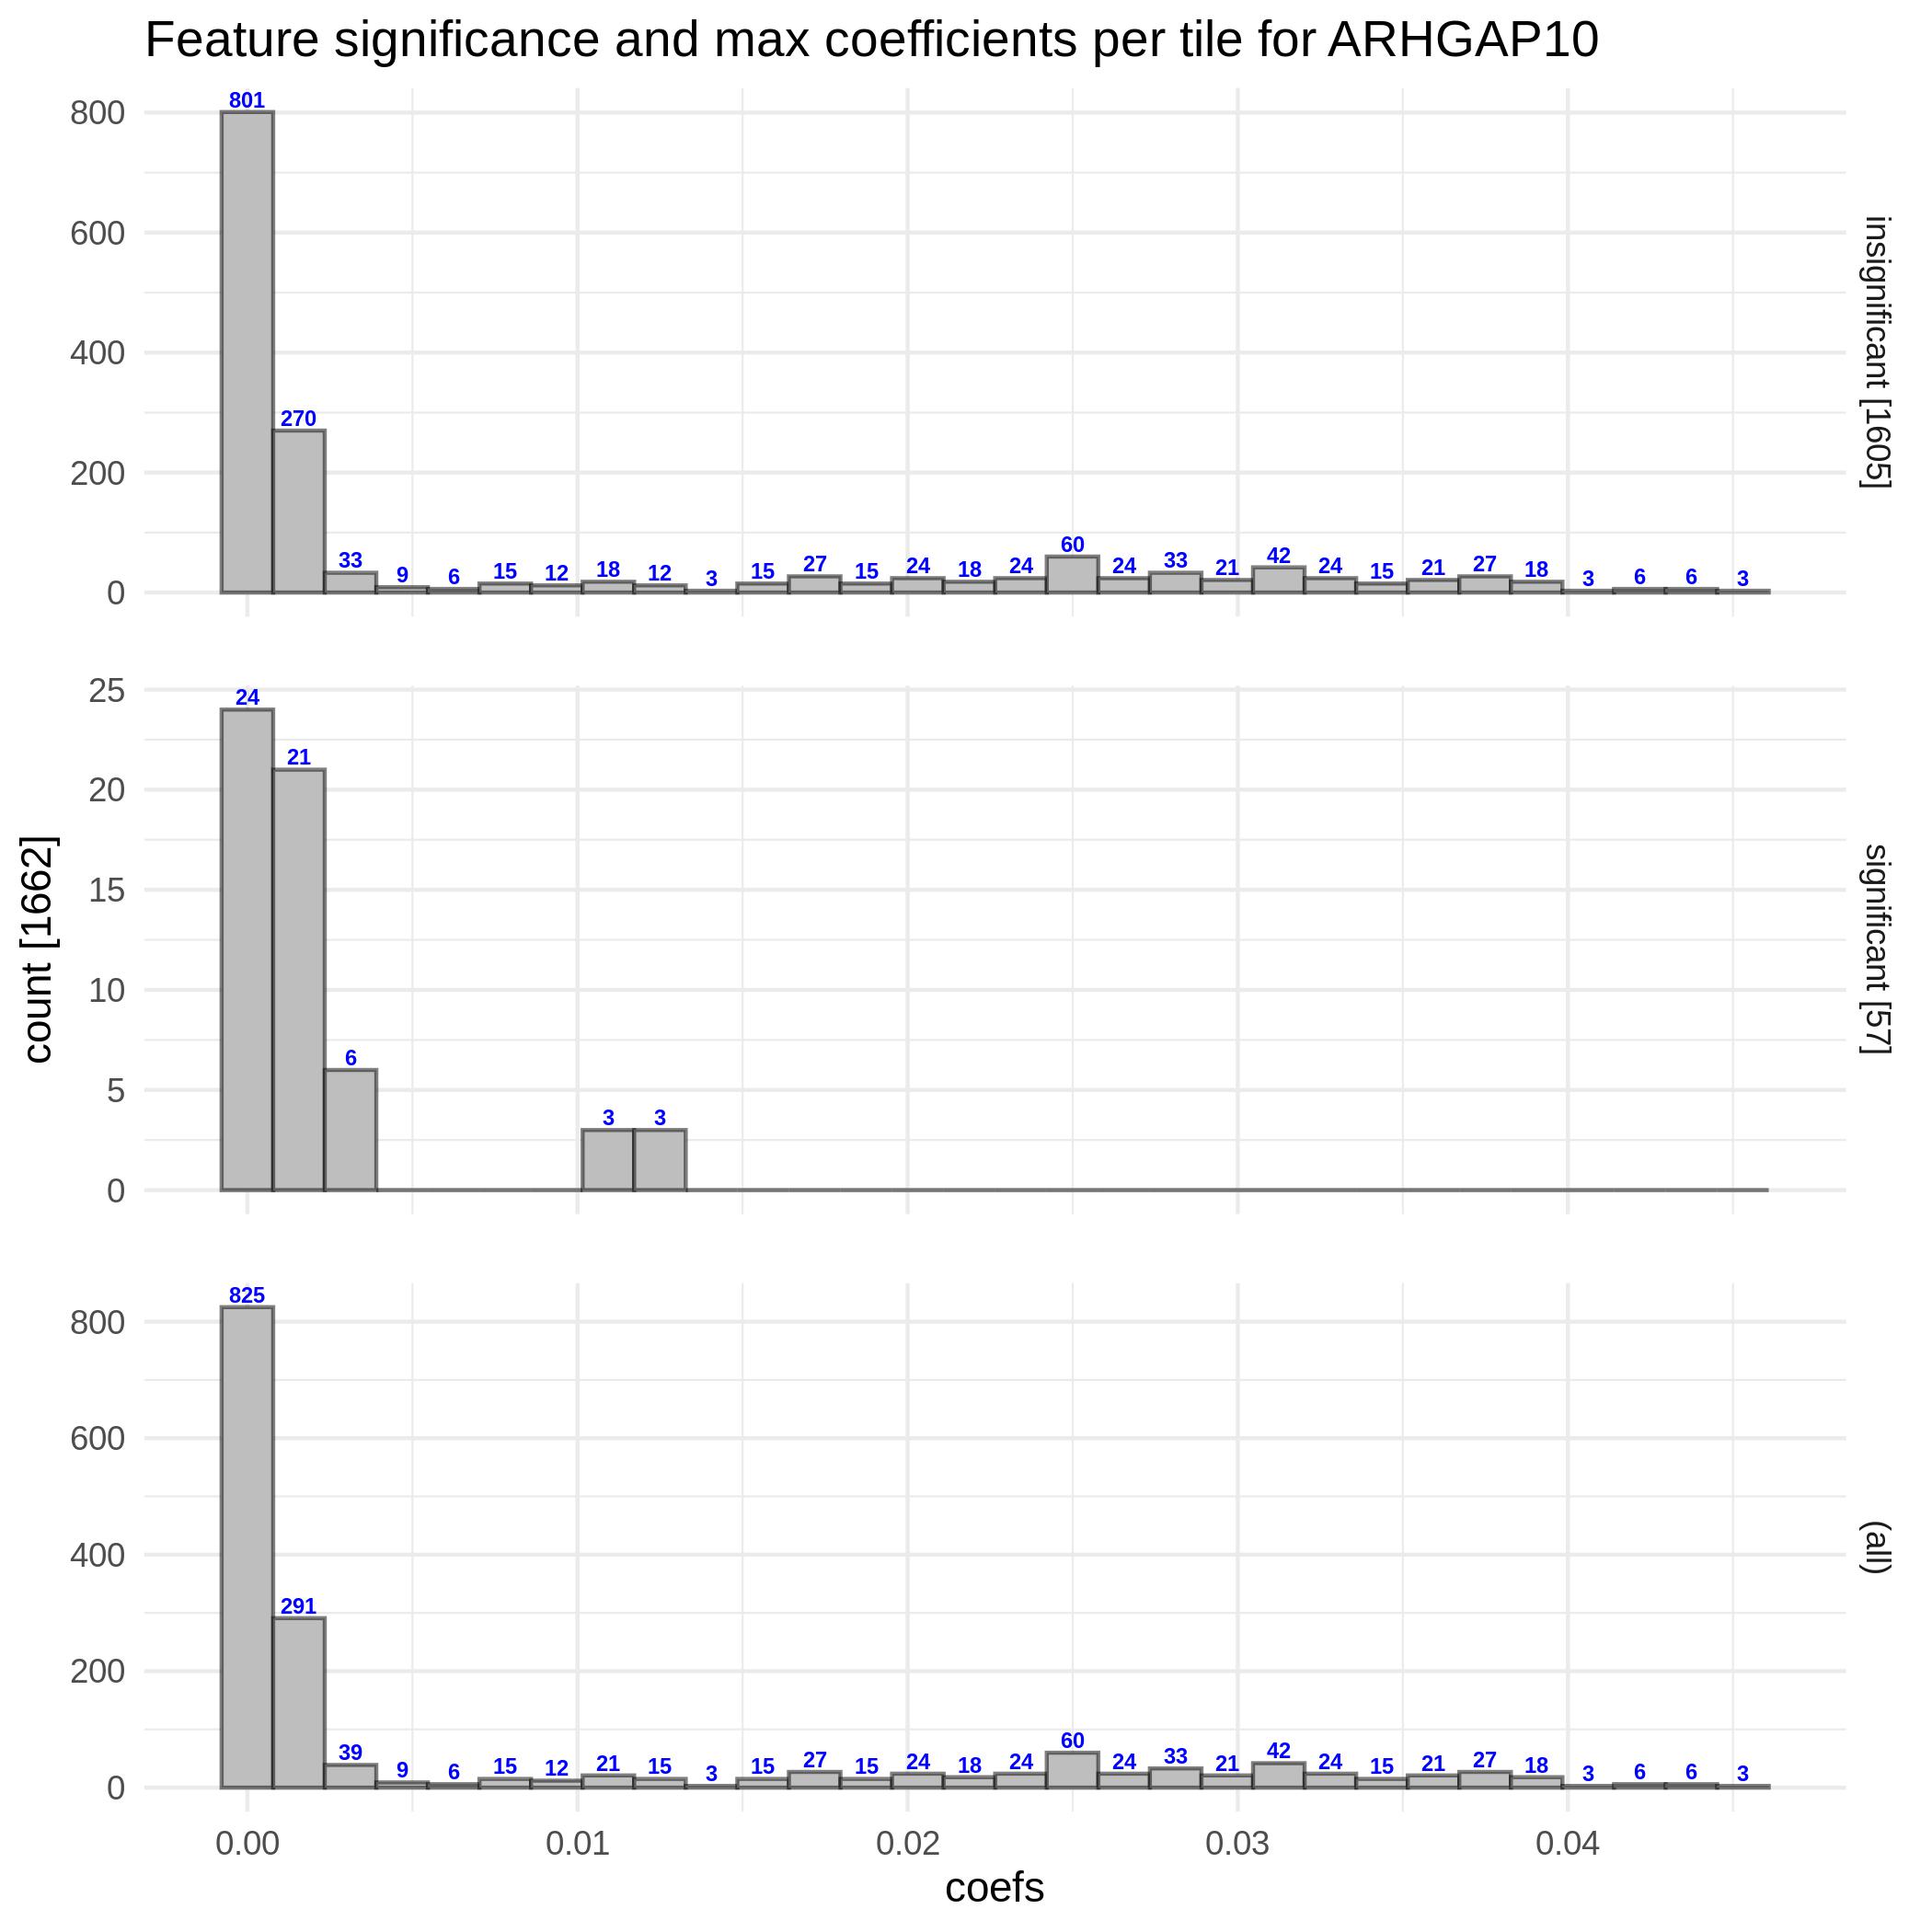 Feature significance and max coefficients per tile for ARHGAP10
801
800
600
400
270
200
60
33 9 6 15 12 18 12 3 15 27 15 24 18 24 24 33 21 42 24 15 21 27 18 3 6 6 3
0
insignificant [1605]
25
24
21
20
15
10
6
5
3 3
0
significant [57]
count [1662]
825
800
600
400
291
200
60
39 9 6 15 12 21 15 3 15 27 15 24 18 24 24 33 21 42 24 15 21 27 18 3 6 6 3
0
(all)
0.00 0.01 0.02 0.03 0.04
coefs